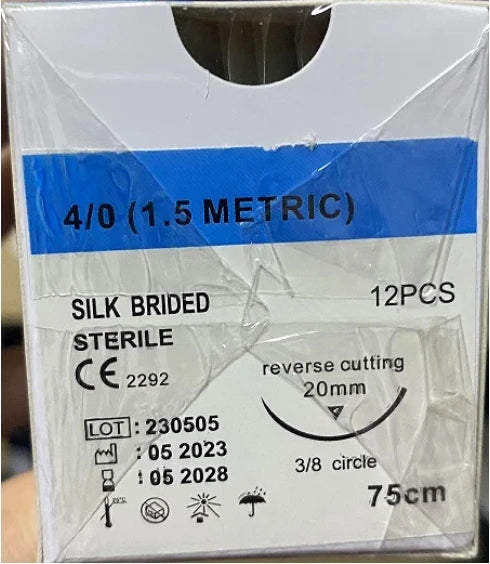 4/0 (1.5 METRIC)
SILK BRIDED
12PCS
STERILE
CE 2292
reverse cutting
20mm
LOT : 230505
: 05 2023
: 05 2028
3/8 circle
75cm